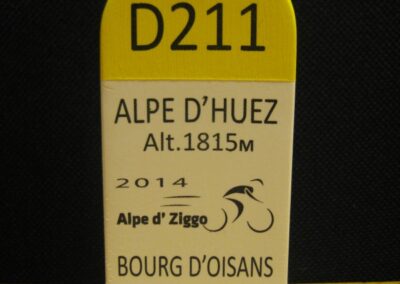 D211
ALPE D’HUEZ
Alt.1815м
2014
Alpe d’ Ziggo
BOURG D’OISANS